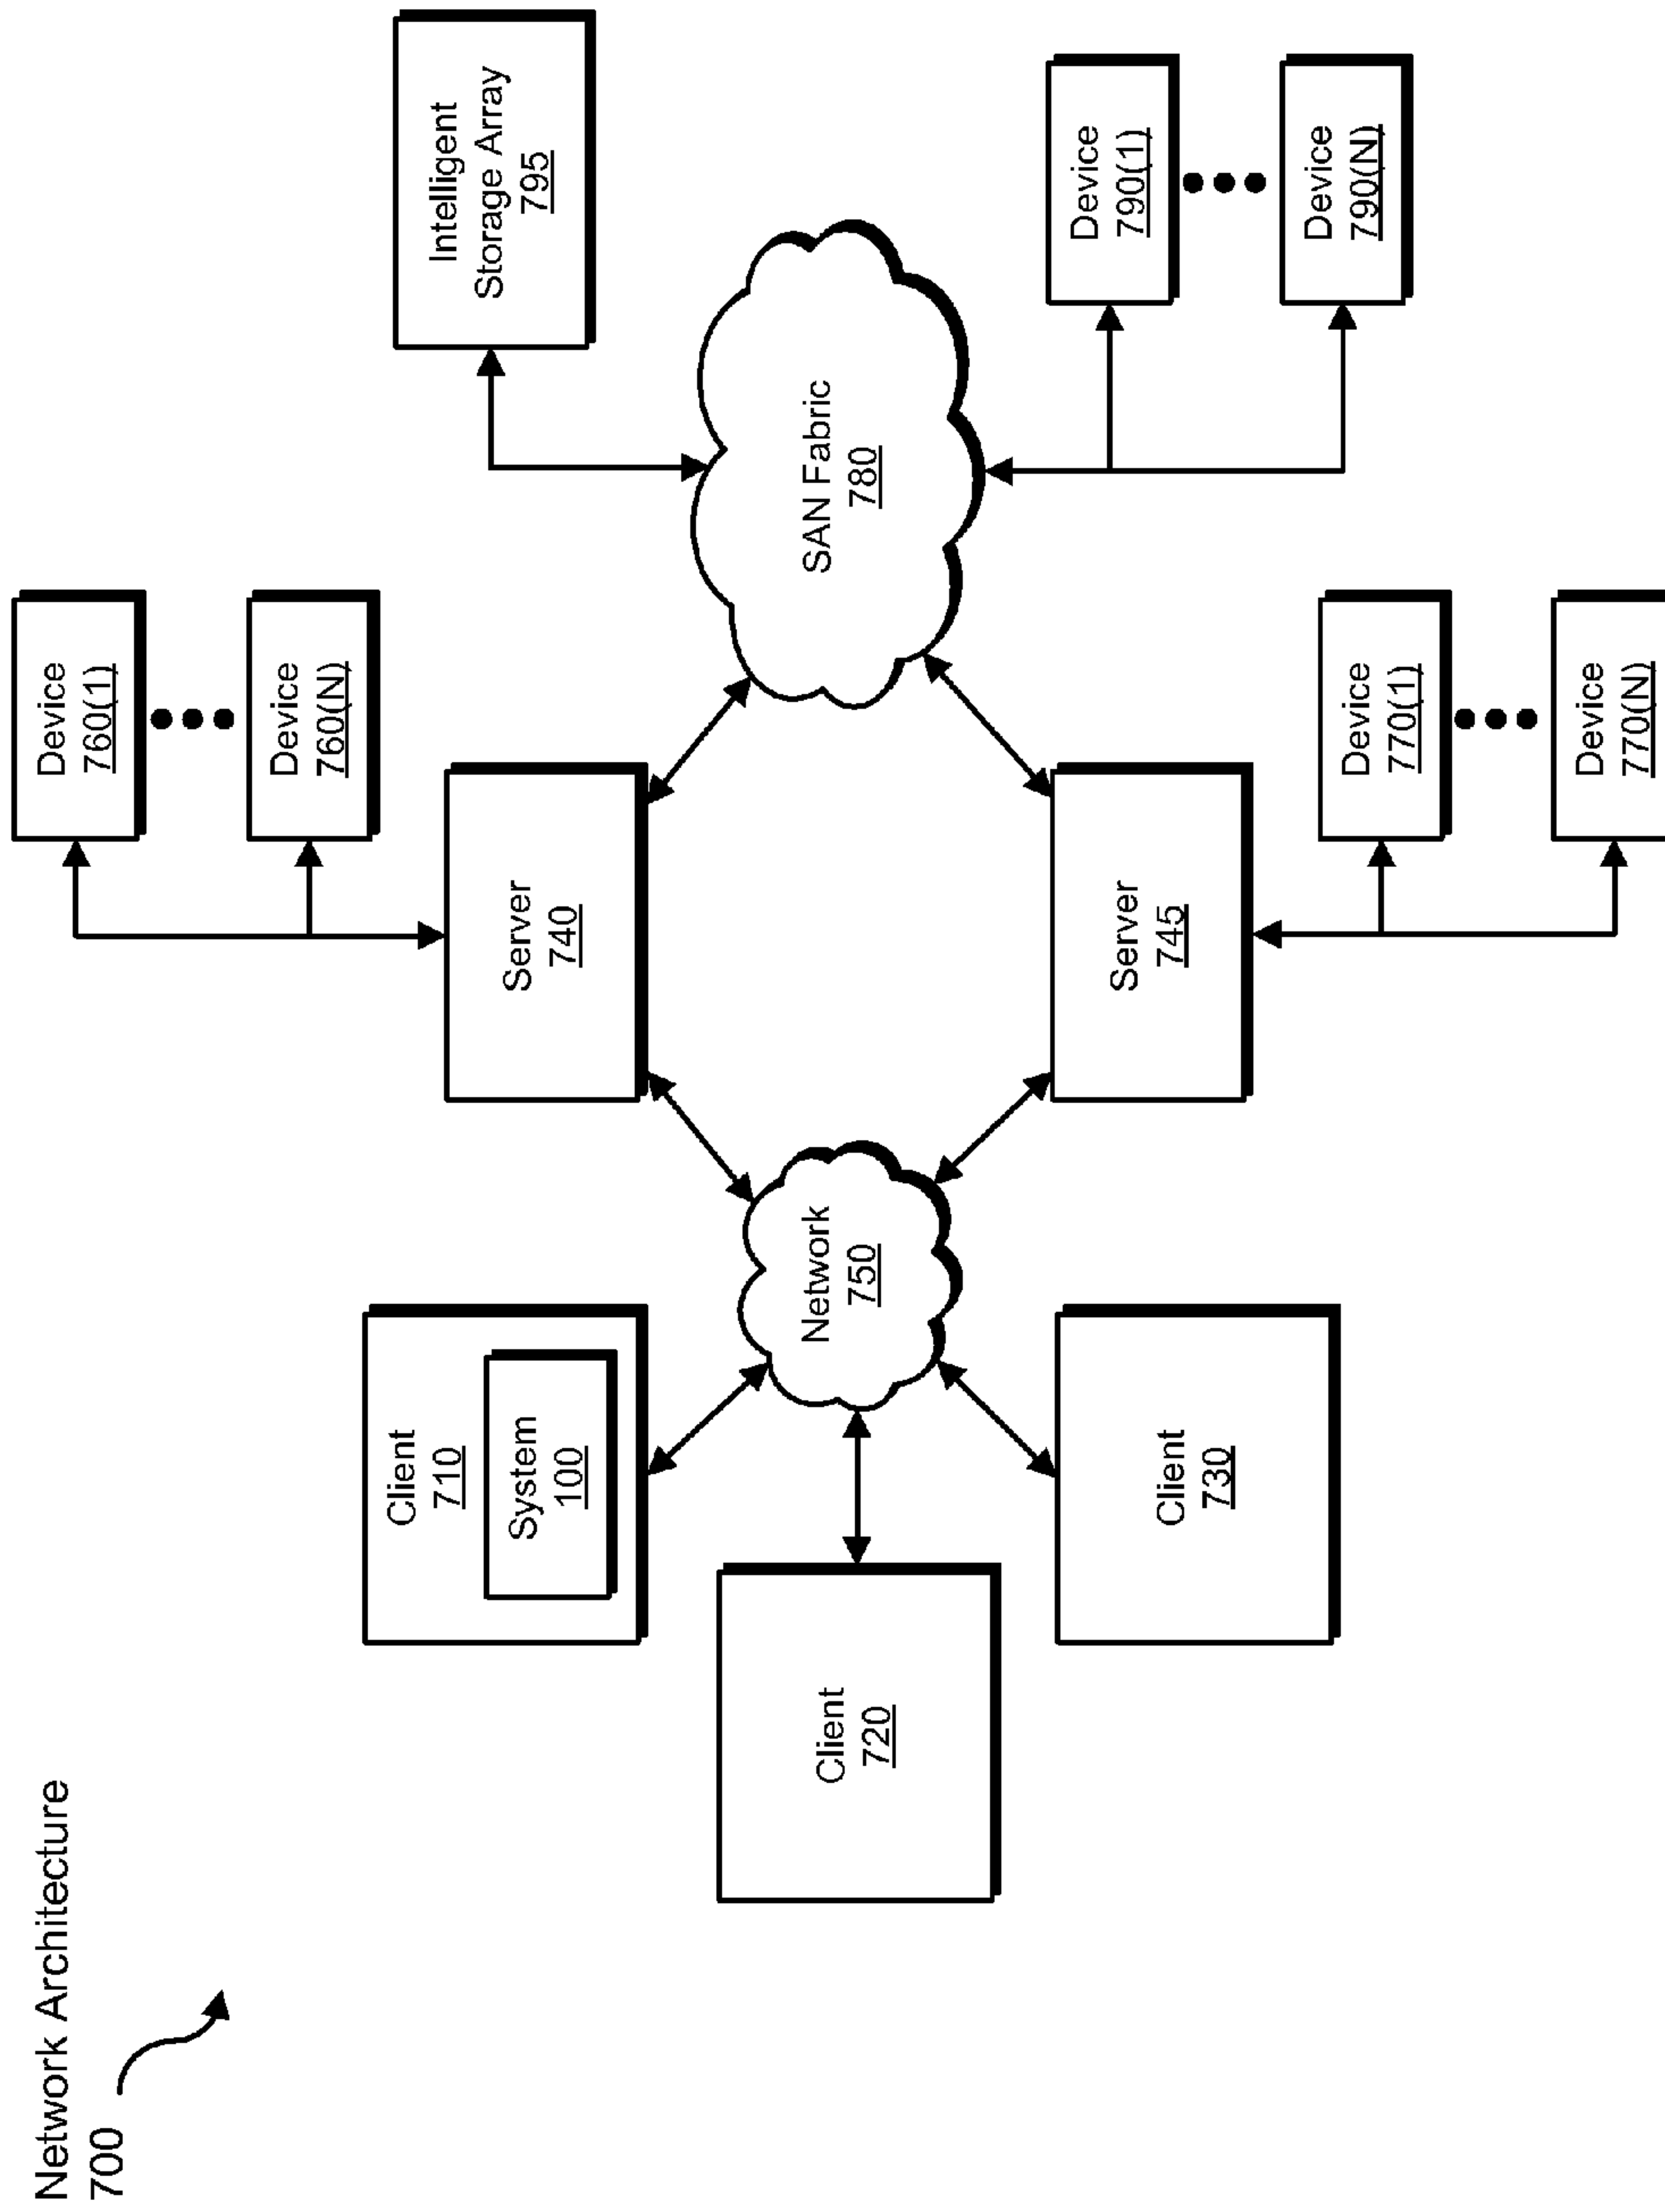 Network Architecture
700
Device
760(1)
Device
760(N)
Intelligent
Storage Array
795
Client
710
System
100
Server
740
Client
720
Network
750
SAN Fabric
780
Client
730
Server
745
Device
790(1)
Device
790(N)
Device
770(1)
Device
770(N)